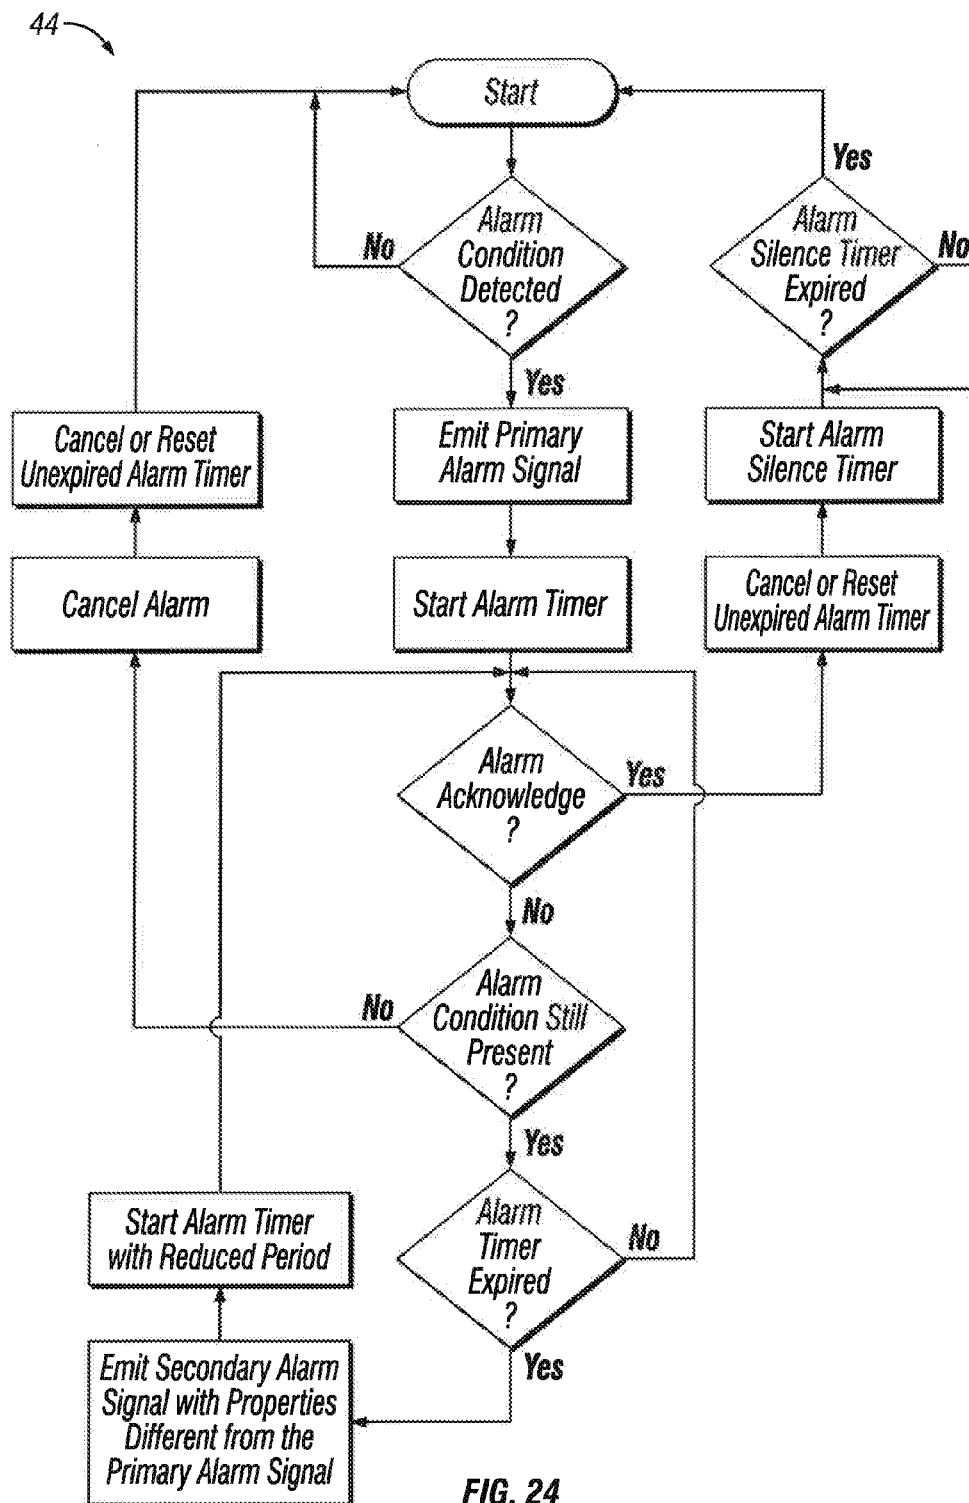 44
Start
Yes
Alarm
Condition
Detected
?
No
Alarm
Silence Timer
Expired
?
No
Yes
Cancel or Reset
Unexpired Alarm Timer
Emit Primary
Alarm Signal
Start Alarm
Silence Timer
Cancel Alarm
Start Alarm Timer
Cancel or Reset
Unexpired Alarm Timer
Alarm
Acknowledge
?
Yes
No
Alarm
Condition Still
Present
?
No
Yes
Start Alarm Timer
with Reduced Period
Alarm
Timer
Expired
?
No
Yes
Emit Secondary Alarm
Signal with Properties
Different from the
Primary Alarm Signal
FIG. 24